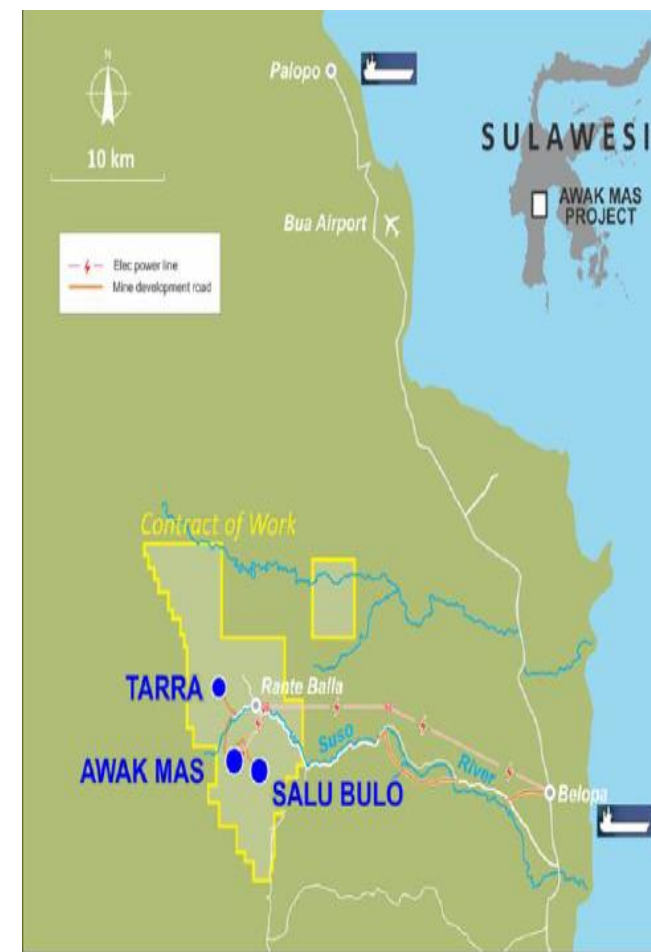 N
10 km
Palopo
SULAWESI
AWAK MAS
PROJECT
Bua Airport
Elec power line
Mine development road
Contract of Work
TARRA
Rante Balla
Suso
River
AWAK MAS
SALU BULO
Belopa